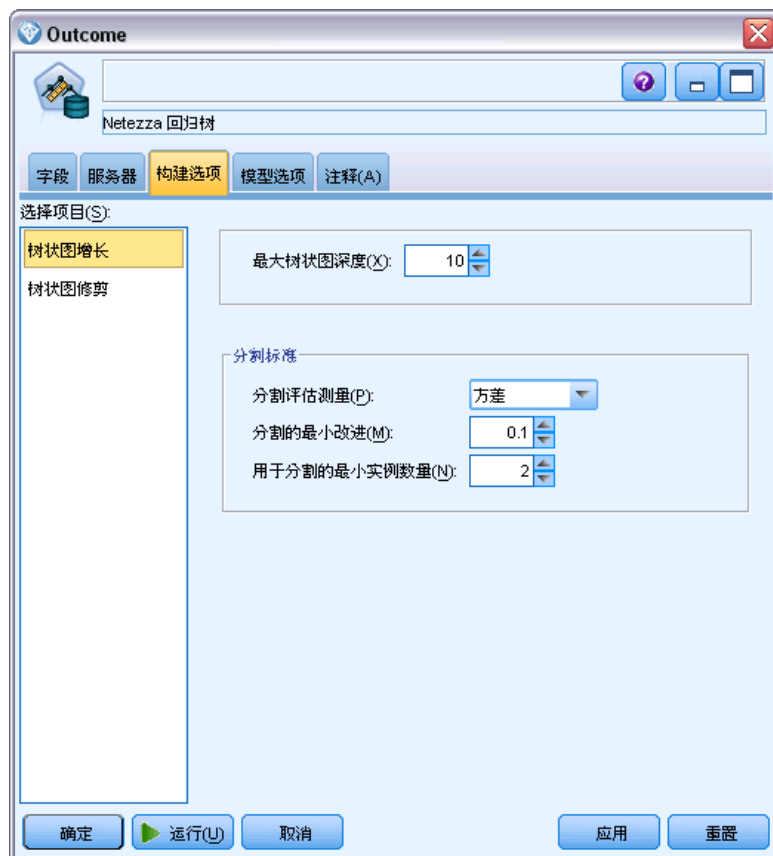 Outcome
Netezza 回归树
字段 服务器 构建选项 模型选项 注释(A)
选择项目(S):
树状图增长
树状图修剪
最大树状图深度(X): 10
分割标准
分割评估测量(P): 方差
分割的最小改进(M): 0.1
用于分割的最小实例数量(N): 2
确定 运行(U) 取消 应用 重置